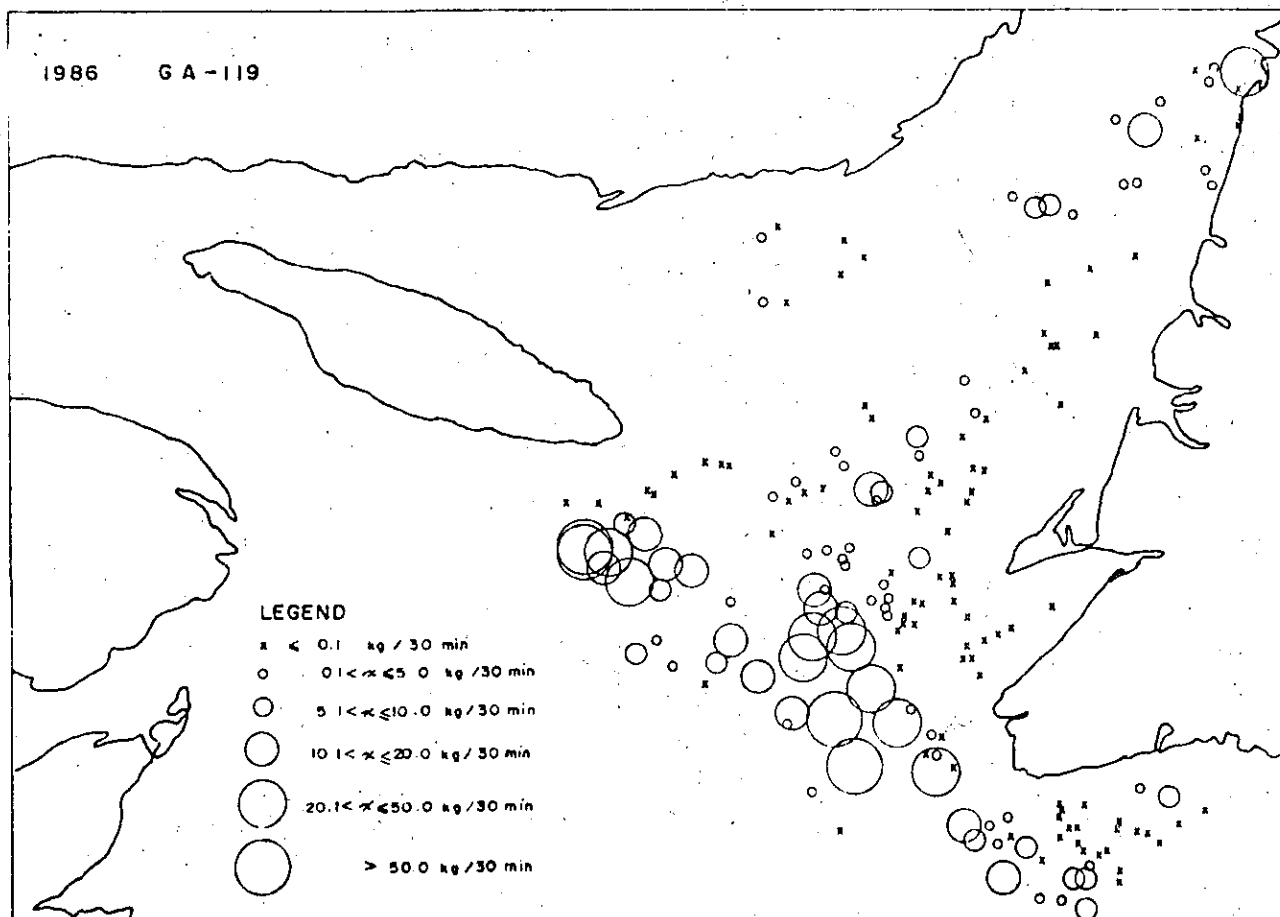 1986 GA-119
LEGEND
x ≤ 0.1 kg / 30 min
0.1 < x ≤ 5.0 kg /30 min
5.1 < x ≤ 10.0 kg /30 min
10.1 < x ≤ 20.0 kg /30 min
20.1 < x ≤ 50.0 kg /30 min
> 50.0 kg /30 min